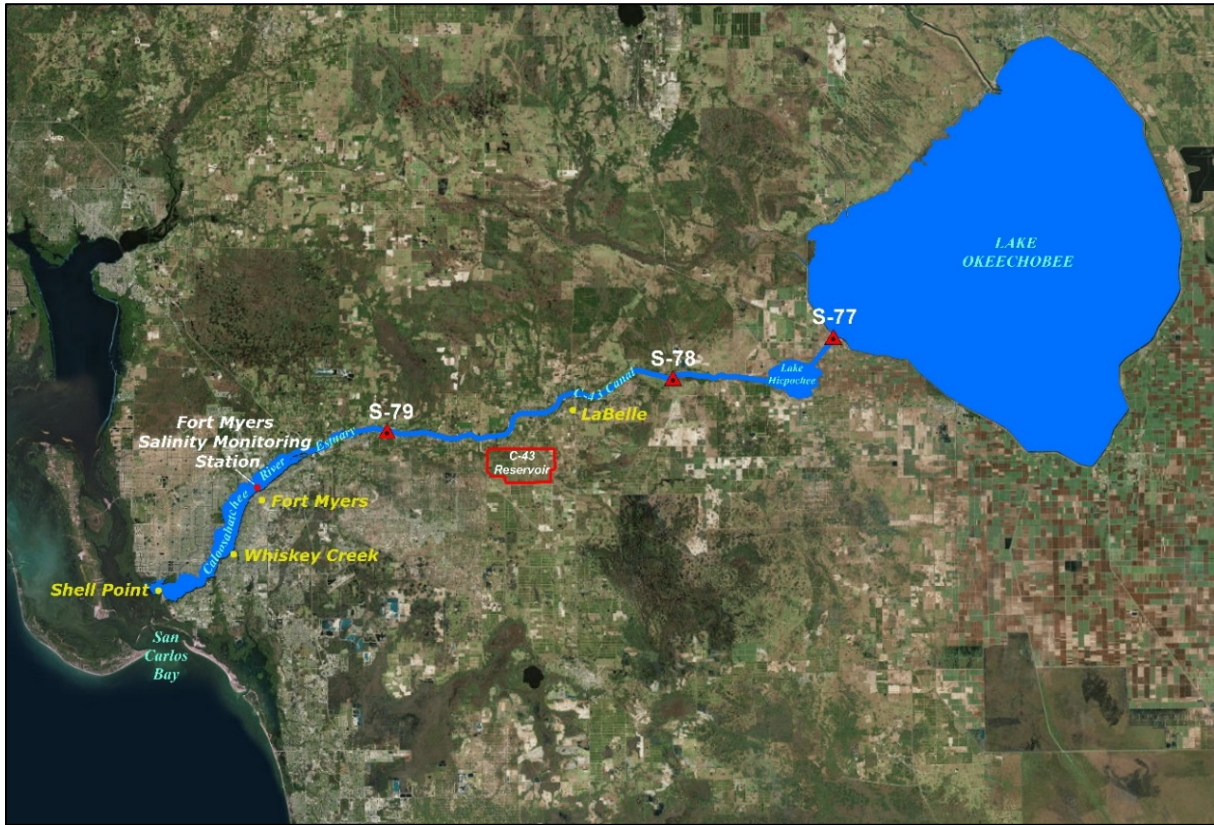 LAKE
OKEECHOBEE
S-77
S-78
Lake
Hicpochee
C-43 Canal
LaBelle
S-79
Fort Myers
Salinity Monitoring
Station
C-43
Reservoir
Caloosahatchee River Estuary
Fort Myers
Whiskey Creek
Shell Point
San
Carlos
Bay